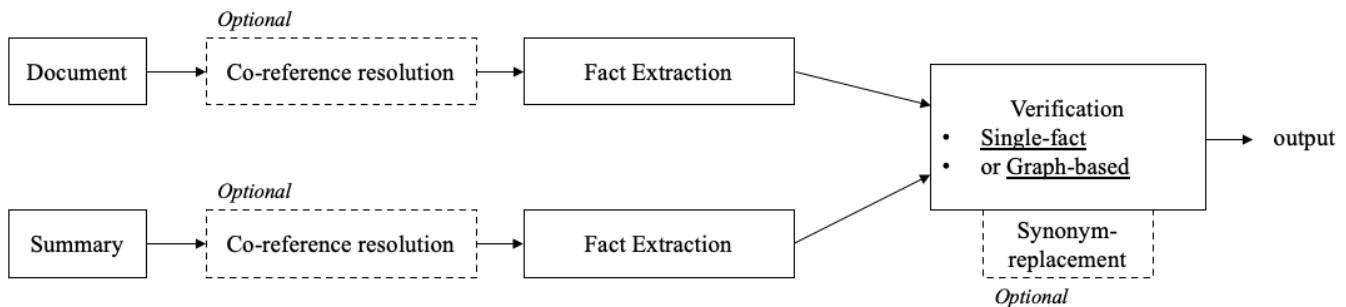 Optional
Document
Co-reference resolution
Fact Extraction
Verification
• Single-fact
• or Graph-based
output
Optional
Summary
Co-reference resolution
Fact Extraction
Synonym-
replacement
Optional